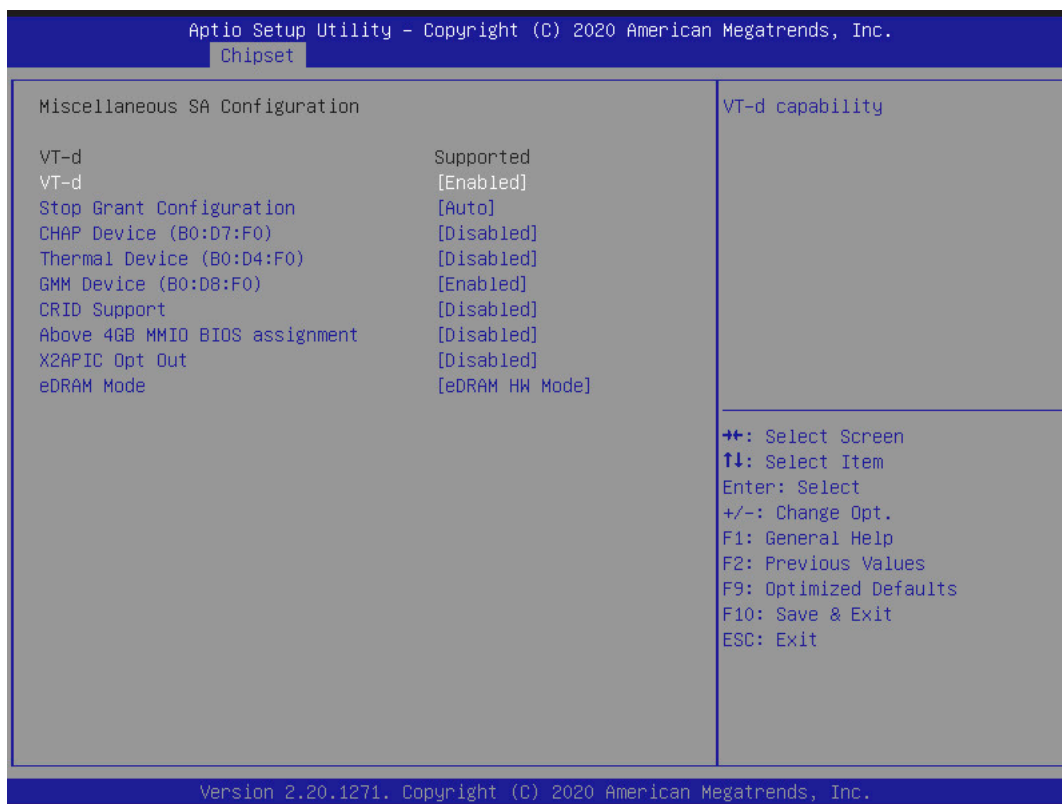 Aptio Setup Utility – Copyright (C) 2020 American Megatrends, Inc.
Chipset
Miscellaneous SA Configuration
VT-d capability
VT-d Supported
VT-d [Enabled]
Stop Grant Configuration [Auto]
CHAP Device (B0:D7:F0) [Disabled]
Thermal Device (B0:D4:F0) [Disabled]
GMM Device (B0:D8:F0) [Enabled]
CRID Support [Disabled]
Above 4GB MMIO BIOS assignment [Disabled]
X2APIC Opt Out [Disabled]
eDRAM Mode [eDRAM HW Mode]
→←: Select Screen
↑↓: Select Item
Enter: Select
+/-: Change Opt.
F1: General Help
F2: Previous Values
F9: Optimized Defaults
F10: Save & Exit
ESC: Exit
Version 2.20.1271. Copyright (C) 2020 American Megatrends, Inc.